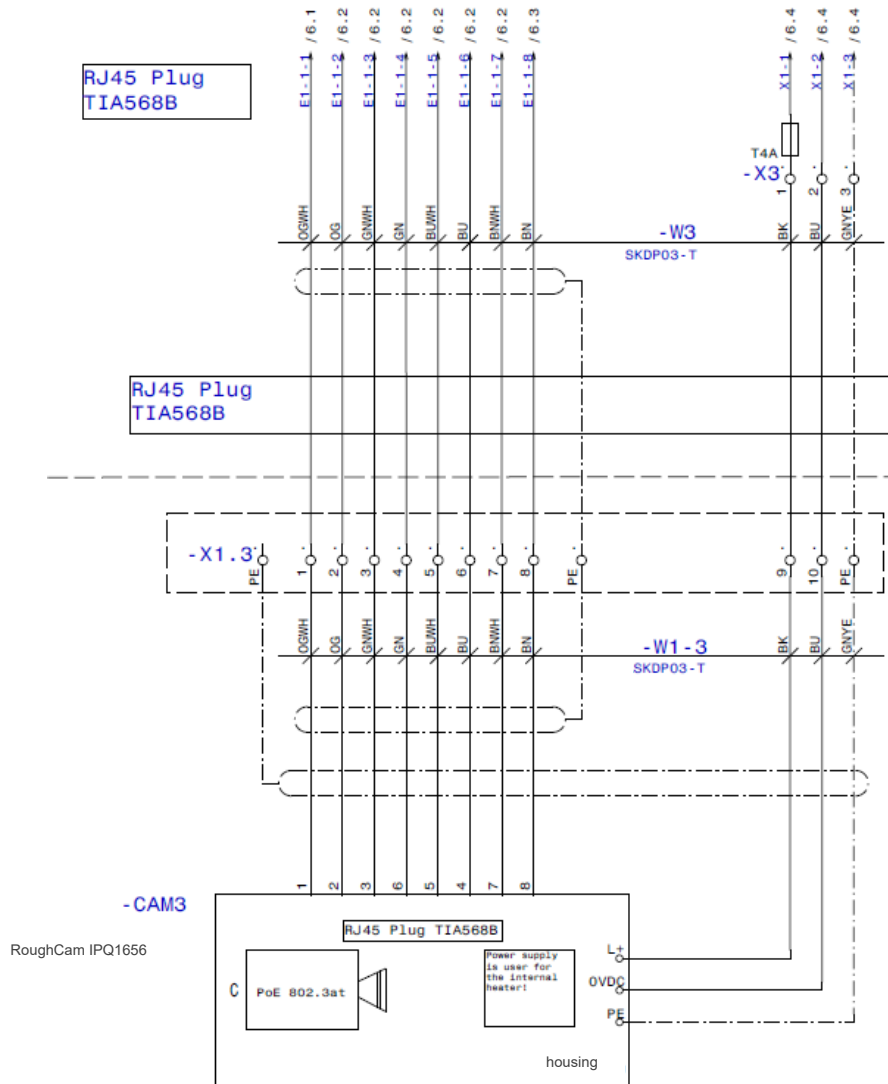 /6.1 /6.2 /6.2 /6.2 /6.2 /6.2 /6.2 /6.3 /6.4 /6.4 /6.4
E1-1-1 E1-1-2 E1-1-3 E1-1-4 E1-1-5 E1-1-6 E1-1-7 E1-1-8 X1-1 X1-2 X1-3
RJ45 Plug
TIA568B
T4A
-X3 1 2 3
OGWH OG GNWH GN BUWH BU BNWH BN -W3 BK BU GNYE
SKDP03-T
RJ45 Plug
TIA568B
-X1.3 PE 1 2 3 4 5 6 7 8 PE 9 10 PE
OGWH OG GNWH GN BUWH BU BNWH BN -W1-3 BK BU GNYE
SKDP03-T
1 2 3 6 5 4 7 8
-CAM3
RJ45 Plug TIA568B
RoughCam IPQ1656
Power supply
is user for
the internal
heater!
L+
C PoE 802.3at
0VDC
PE
housing